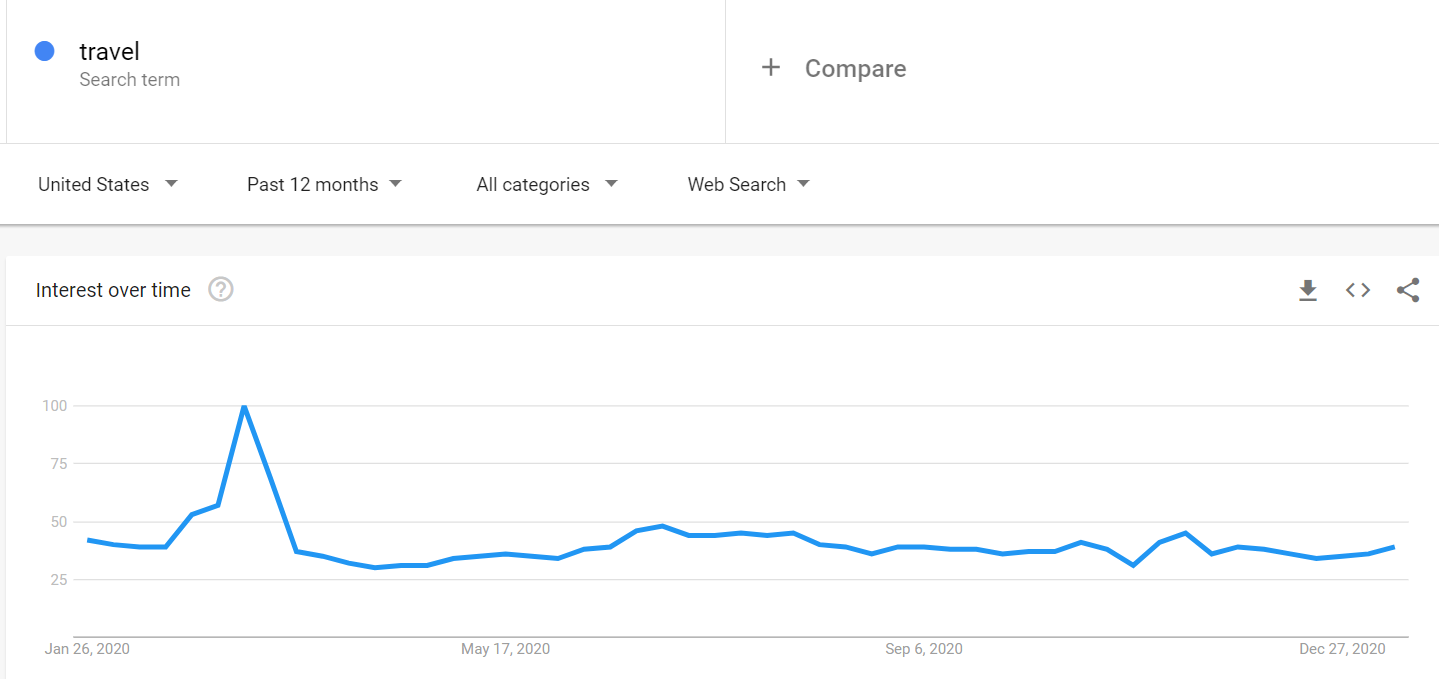 travel
Search term
+ Compare
United States
Past 12 months
All categories
Web Search
Interest over time ?
100
75
50
25
Jan 26, 2020
May 17, 2020
Sep 6, 2020
Dec 27, 2020